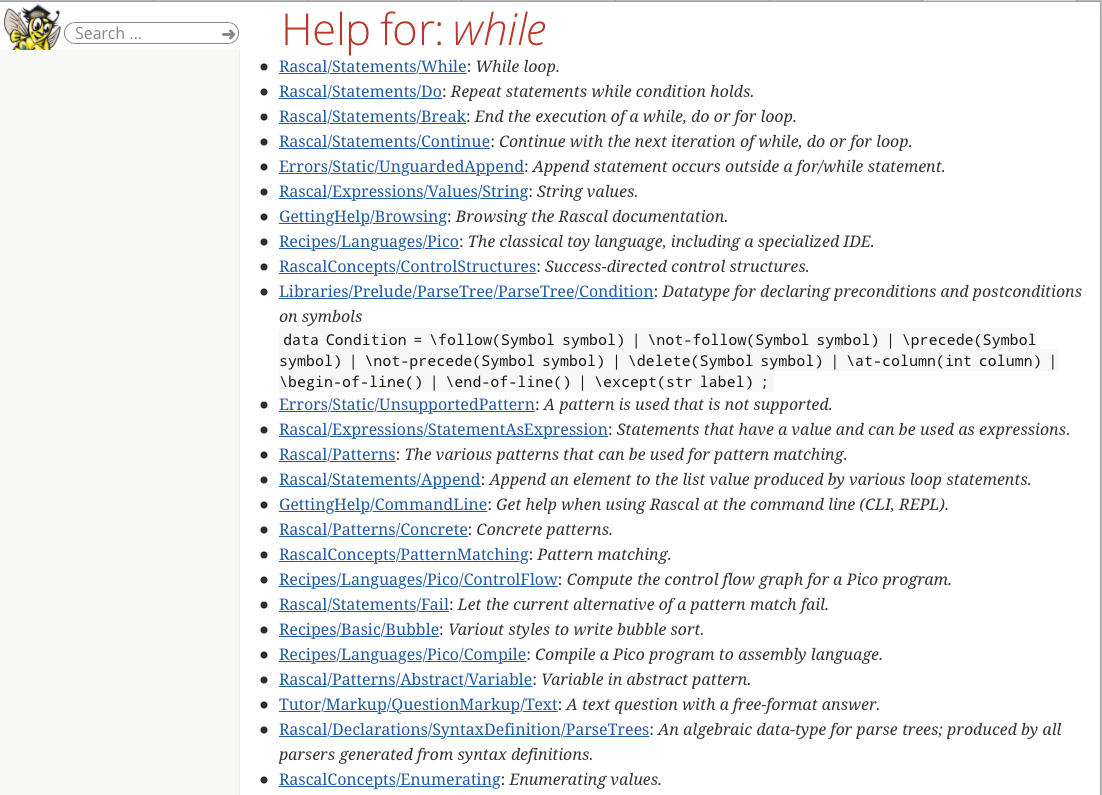 Search ...
Help for: while
Rascal/Statements/While: While loop.
Rascal/Statements/Do: Repeat statements while condition holds.
Rascal/Statements/Break: End the execution of a while, do or for loop.
Rascal/Statements/Continue: Continue with the next iteration of while, do or for loop.
Errors/Static/UnguardedAppend: Append statement occurs outside a for/while statement.
Rascal/Expressions/Values/String: String values.
GettingHelp/Browsing: Browsing the Rascal documentation.
Recipes/Languages/Pico: The classical toy language, including a specialized IDE.
RascalConcepts/ControlStructures: Success-directed control structures.
Libraries/Prelude/ParseTree/ParseTree/Condition: Datatype for declaring preconditions and postconditions
on symbols
data Condition = \follow(Symbol symbol) | \not-follow(Symbol symbol) | \precede(Symbol
symbol) | \not-precede(Symbol symbol) | \delete(Symbol symbol) | \at-column(int column) |
\begin-of-line() | \end-of-line() | \except(str label) ;
Errors/Static/UnsupportedPattern: A pattern is used that is not supported.
Rascal/Expressions/StatementAsExpression: Statements that have a value and can be used as expressions.
Rascal/Patterns: The various patterns that can be used for pattern matching.
Rascal/Statements/Append: Append an element to the list value produced by various loop statements.
GettingHelp/CommandLine: Get help when using Rascal at the command line (CLI, REPL).
Rascal/Patterns/Concrete: Concrete patterns.
RascalConcepts/PatternMatching: Pattern matching.
Recipes/Languages/Pico/ControlFlow: Compute the control flow graph for a Pico program.
Rascal/Statements/Fail: Let the current alternative of a pattern match fail.
Recipes/Basic/Bubble: Variout styles to write bubble sort.
Recipes/Languages/Pico/Compile: Compile a Pico program to assembly language.
Rascal/Patterns/Abstract/Variable: Variable in abstract pattern.
Tutor/Markup/QuestionMarkup/Text: A text question with a free-format answer.
Rascal/Declarations/SyntaxDefinition/ParseTrees: An algebraic data-type for parse trees; produced by all
parsers generated from syntax definitions.
RascalConcepts/Enumerating: Enumerating values.